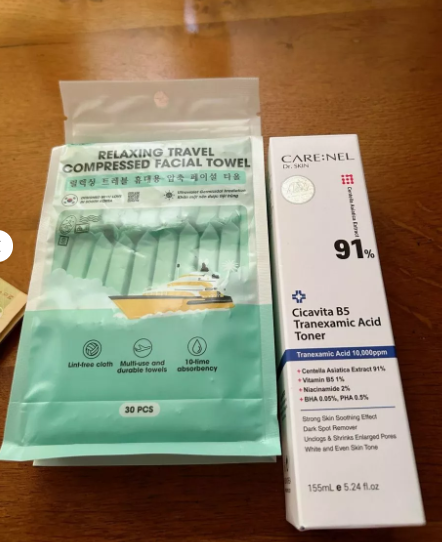 RELAXING TRAVEL
COMPRESSED FACIAL TOWEL
릴렉싱 트래블 휴대용 압축 페이셜 타올
Lint-free cloth
Multi-use and
durable towels
10-time
absorbency
30 PCS
CARE:NEL
Dr. SKIN
Centella Asiatica Extract
91%
Cicavita B5
Tranexamic Acid
Toner
Tranexamic Acid 10,000ppm
• Centella Asiatica Extract 91%
• Vitamin B5 1%
• Niacinamide 2%
• BHA 0.05%, PHA 0.5%
Strong Skin Soothing Effect
Dark Spot Remover
Unclogs & Shrinks Enlarged Pores
White and Even Skin Tone
155mL e 5.24 fl.oz